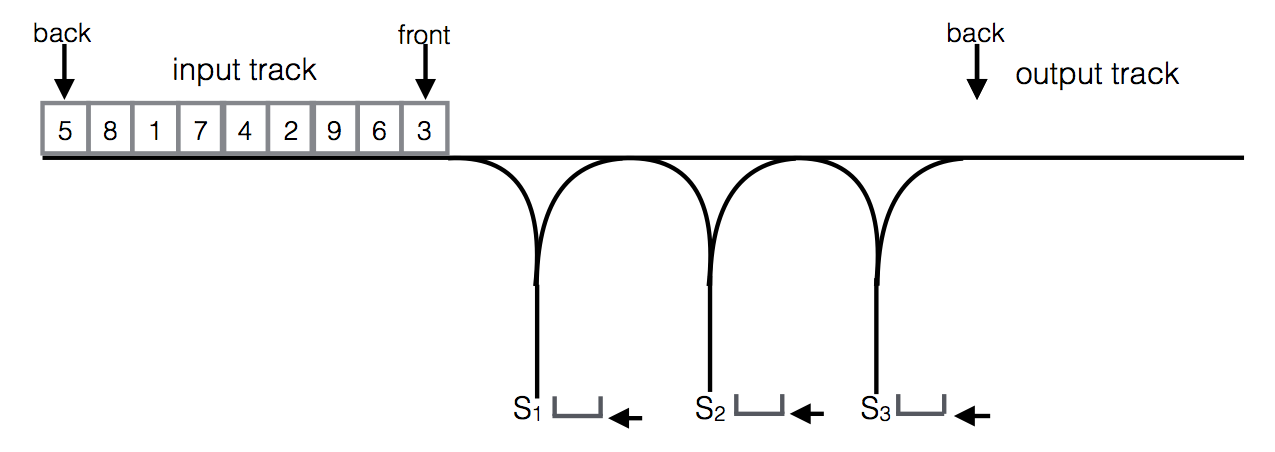 back front back
input track output track
5 8 1 7 4 2 9 6 3
S1 S2 S3